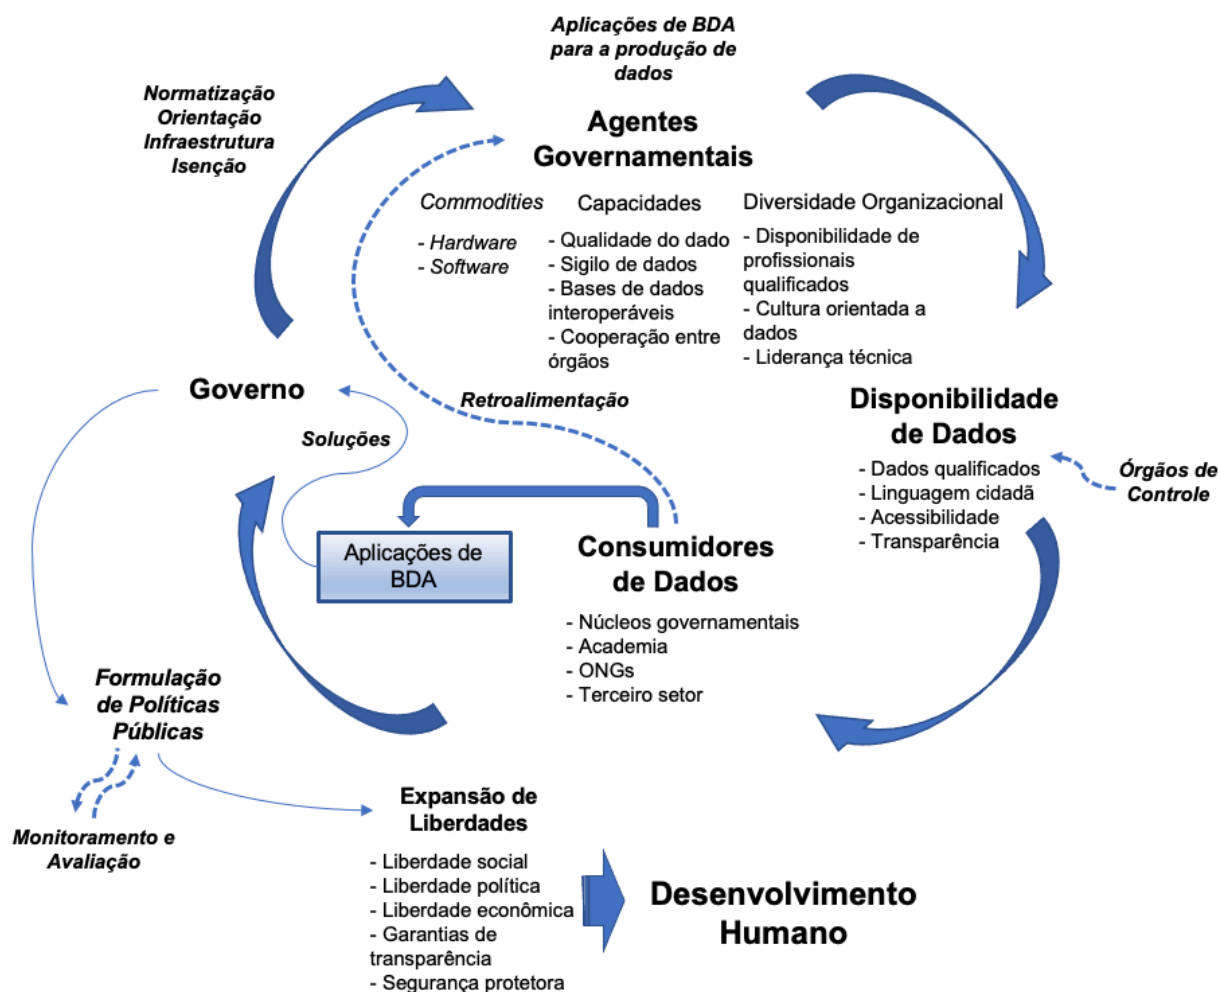 Aplicações de BDA
para a produção de
dados
Normatização
Orientação
Infraestrutura
Isenção
Agentes
Governamentais
Commodities
- Hardware
- Software
Capacidades
- Qualidade do dado
- Sigilo de dados
- Bases de dados
interoperáveis
- Cooperação entre
órgãos
Diversidade Organizacional
- Disponibilidade de
profissionais
qualificados
- Cultura orientada a
dados
- Liderança técnica
Governo
Retroalimentação
Soluções
Disponibilidade
de Dados
- Dados qualificados
- Linguagem cidadã
- Acessibilidade
- Transparência
Órgãos de
Controle
Aplicações de
BDA
Consumidores
de Dados
- Núcleos governamentais
- Academia
- ONGs
- Terceiro setor
Formulação
de Políticas
Públicas
Monitoramento e
Avaliação
Expansão de
Liberdades
- Liberdade social
- Liberdade política
- Liberdade econômica
- Garantias de
transparência
- Segurança protetora
Desenvolvimento
Humano